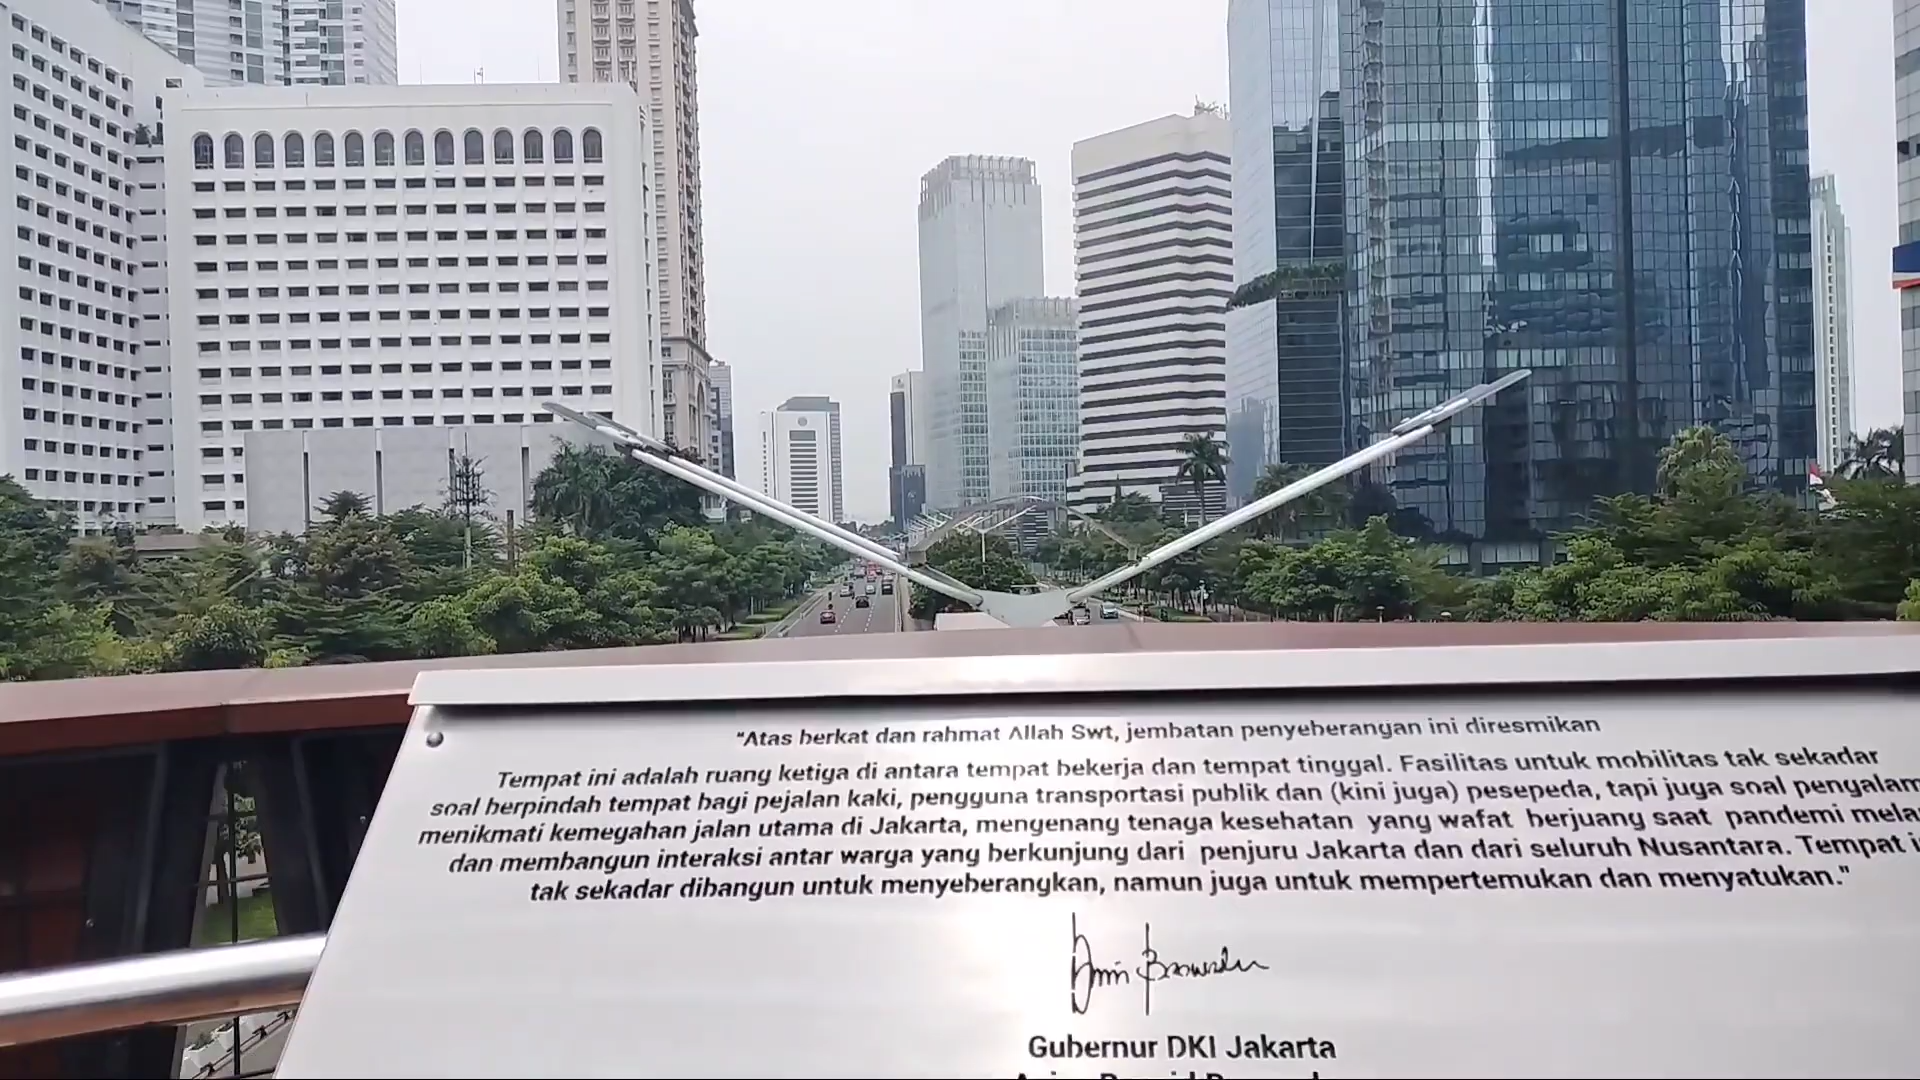 "Atas berkat dan rahmat Allah Swt, jembatan penyeberangan ini diresmikan
Tempat ini adalah ruang ketiga di antara tempat bekerja dan tempat tinggal. Fasilitas untuk mobilitas tak sekadar
soal berpindah tempat bagi pejalan kaki, pengguna transportasi publik dan (kini juga) pesepeda, tapi juga soal pengalam
menikmati kemegahan jalan utama di Jakarta, mengenang tenaga kesehatan yang wafat berjuang saat pandemi mela
dan membangun interaksi antar warga yang berkunjung dari penjuru Jakarta dan dari seluruh Nusantara. Tempat i
tak sekadar dibangun untuk menyeberangkan, namun juga untuk mempertemukan dan menyatukan."
Gubernur DKI Jakarta